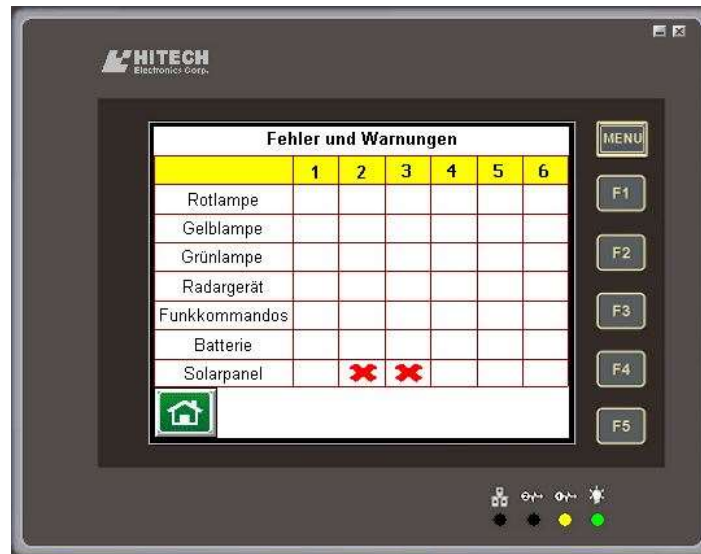 HITECH
Electronics Corp.
Fehler und Warnungen
MENU
1 2 3 4 5 6
Rotlampe
F1
Gelblampe
Grünlampe
F2
Radargerät
Funkkommandos
F3
Batterie
Solarpanel
F4
F5